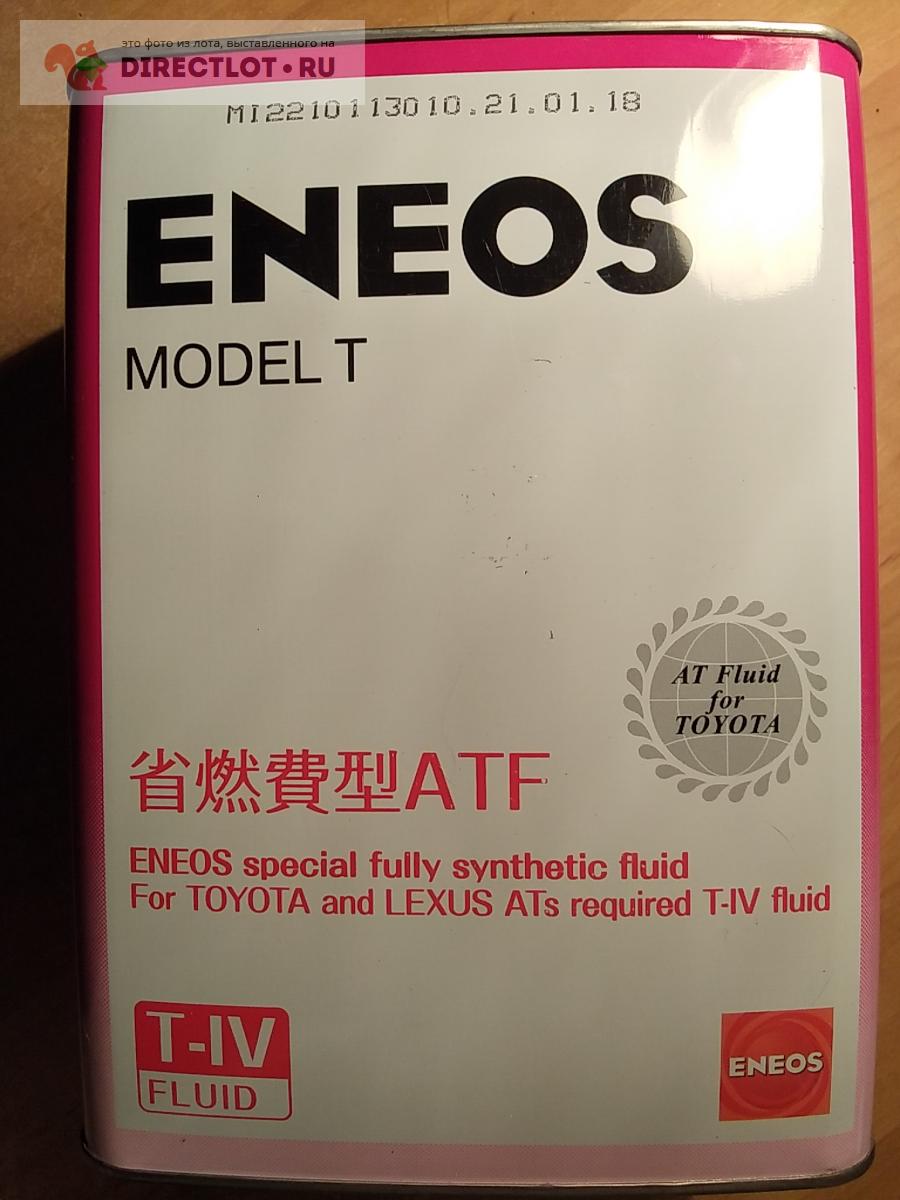 это фото из лота, выставленного на
DIRECTLOT.RU
MI2210113010.21.01.18
ENEOS
MODEL T
AT Fluid
for
TOYOTA
省燃費型ATF
ENEOS special fully synthetic fluid
For TOYOTA and LEXUS ATs required T-IV fluid
T-IV
FLUID
ENEOS